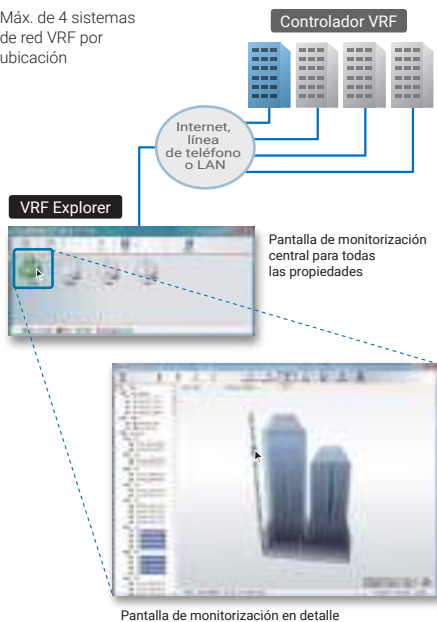 Máx. de 4 sistemas
de red VRF por
ubicación
Controlador VRF
Internet,
línea
de teléfono
o LAN
VRF Explorer
Pantalla de monitorización
central para todas
las propiedades
Pantalla de monitorización en detalle